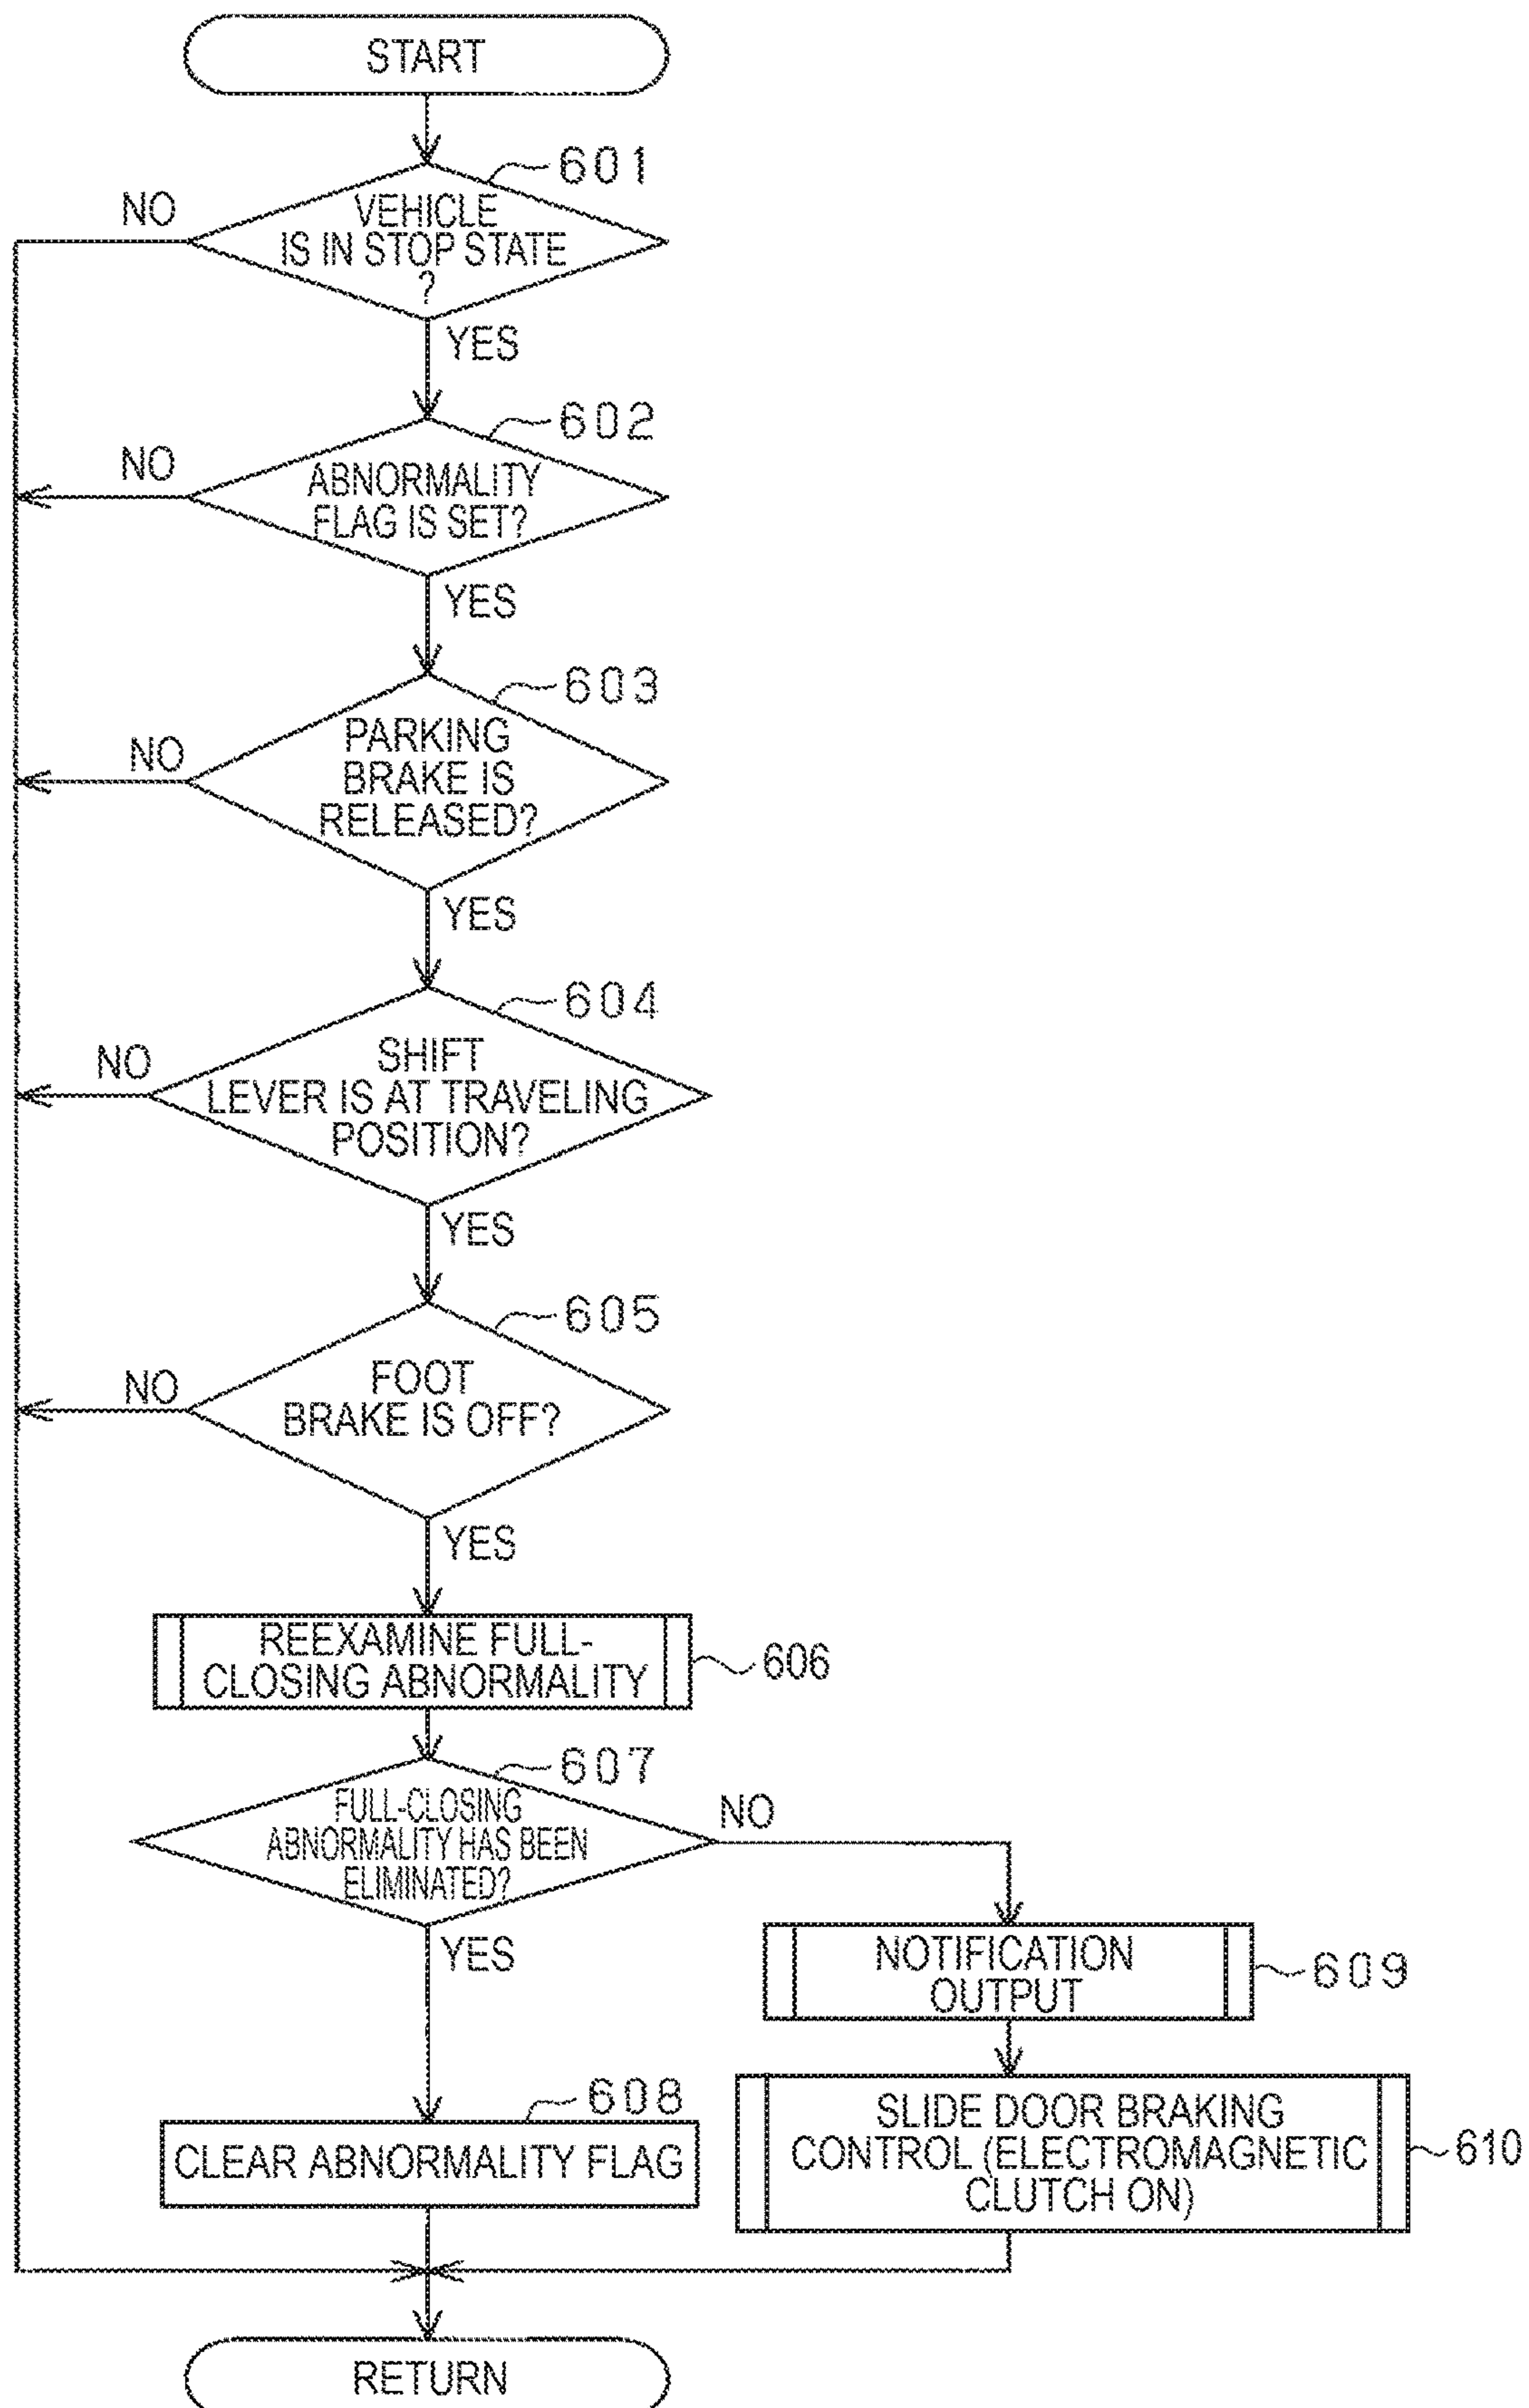 START
601
NO
VEHICLE
IS IN STOP STATE
?
YES
602
NO
ABNORMALITY
FLAG IS SET?
YES
603
NO
PARKING
BRAKE IS
RELEASED?
YES
604
NO
SHIFT
LEVER IS AT TRAVELING
POSITION?
YES
605
NO
FOOT
BRAKE IS OFF?
YES
REEXAMINE FULL-
CLOSING ABNORMALITY
606
607
FULL-CLOSING
ABNORMALITY HAS BEEN
ELIMINATED?
NO
YES
NOTIFICATION
OUTPUT
609
608
CLEAR ABNORMALITY FLAG
SLIDE DOOR BRAKING
CONTROL (ELECTROMAGNETIC
CLUTCH ON)
610
RETURN